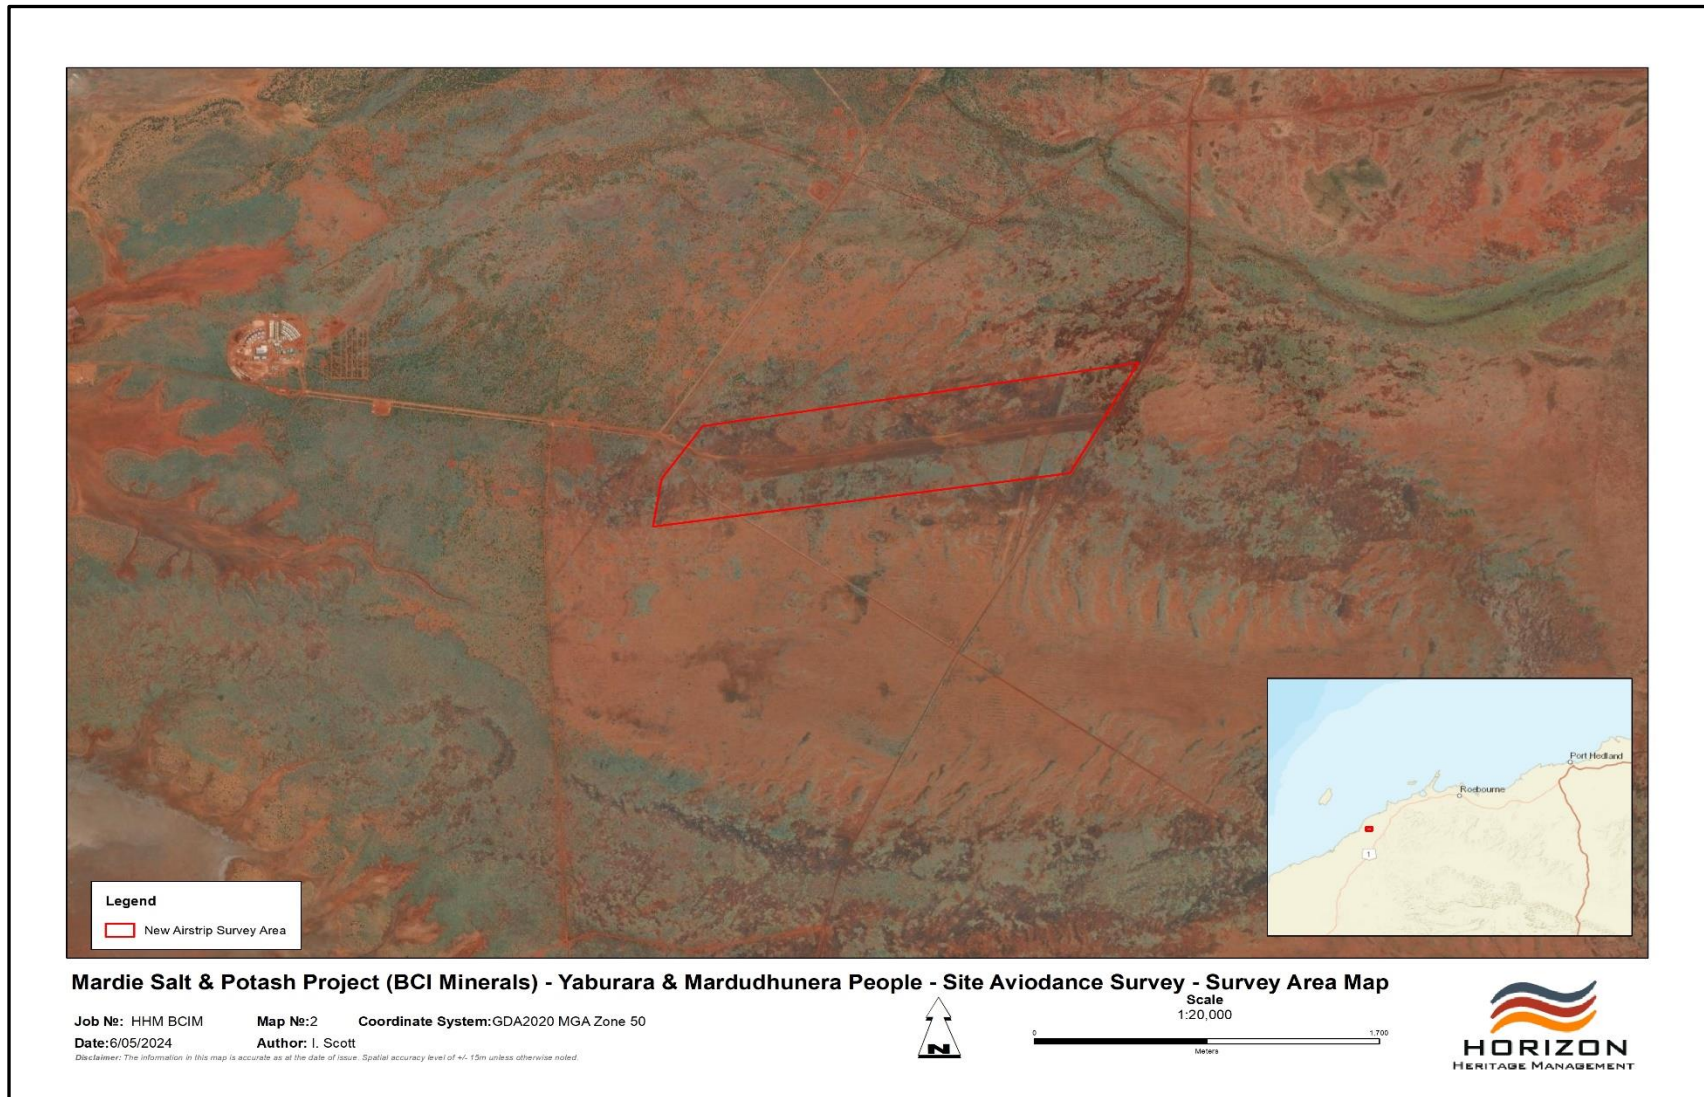 Port Hedland
Roebourne
1
Legend
New Airstrip Survey Area
Mardie Salt & Potash Project (BCI Minerals) - Yaburara & Mardudhunera People - Site Aviodance Survey - Survey Area Map
Job №: HHM BCIM Map №:2 Coordinate System:GDA2020 MGA Zone 50
Date:6/05/2024 Author: I. Scott
Disclaimer: The information in this map is accurate as at the date of issue. Spatial accuracy level of +/- 15m unless otherwise noted.
N
Scale
1:20,000
0 1,700
Meters
HORIZON
HERITAGE MANAGEMENT